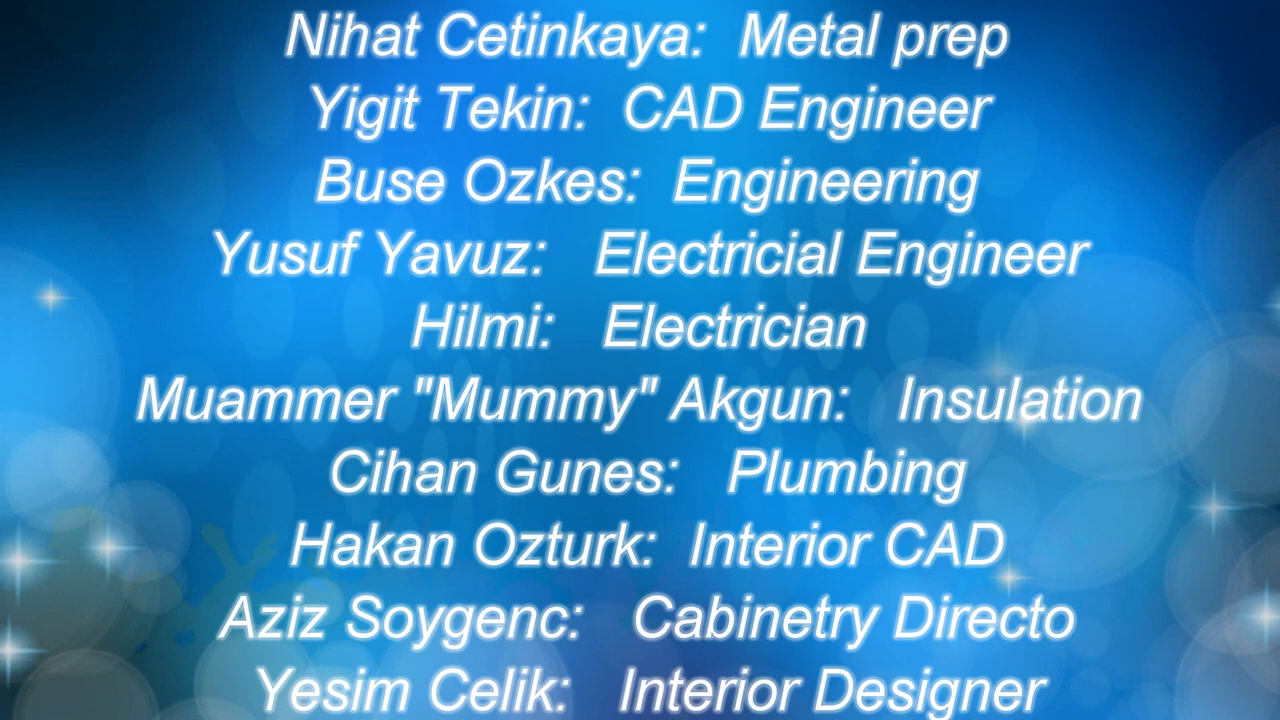 Nihat Cetinkaya: Metal prep
Yigit Tekin: CAD Engineer
Buse Ozkes: Engineering
Yusuf Yavuz: Electricial Engineer
Hilmi: Electrician
Muammer "Mummy" Akgun: Insulation
Cihan Gunes: Plumbing
Hakan Ozturk: Interior CAD
Aziz Soygenc: Cabinetry Directo
Yesim Celik: Interior Designer